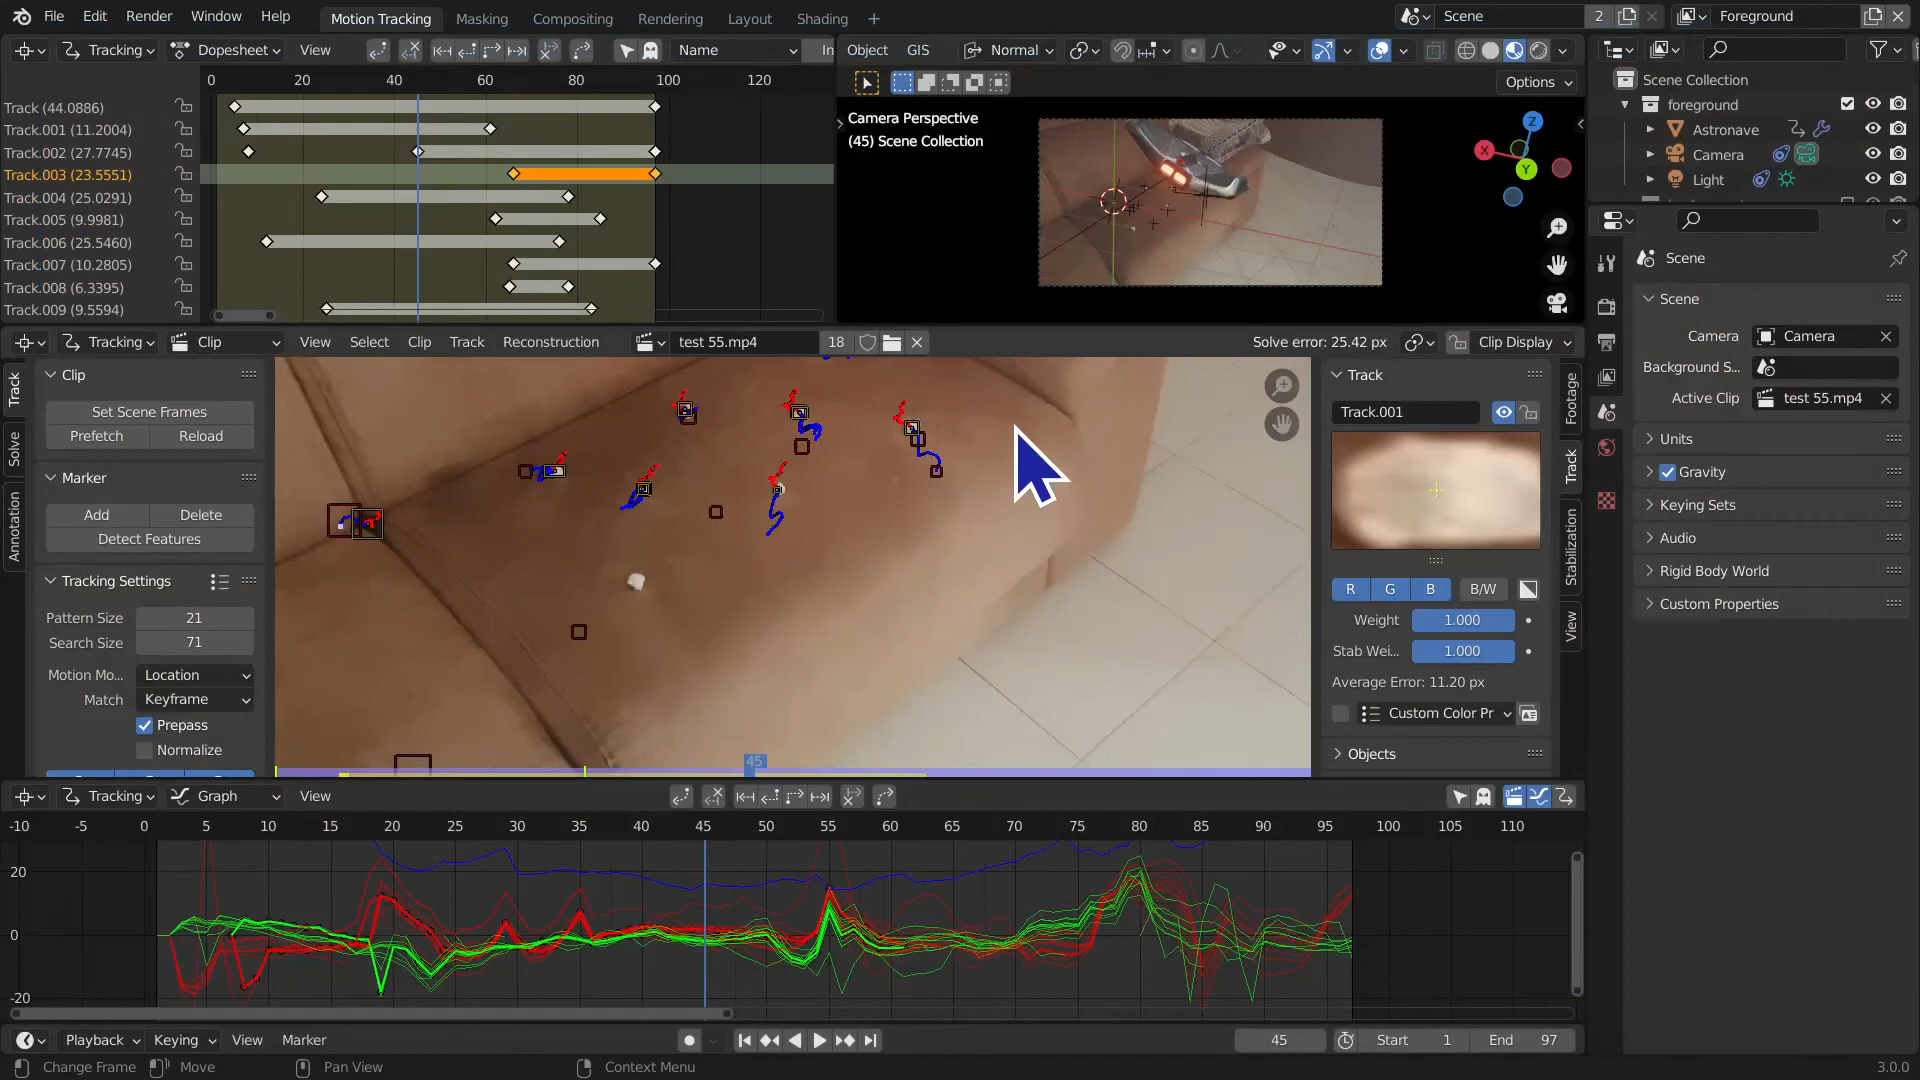 File Edit Render Window Help Motion Tracking Masking Compositing Rendering Layout Shading + Scene 2 Foreground
Tracking Dopesheet View Name In
0 20 40 60 80 100 120
Track (44.0886)
Track.001 (11.2004)
Track.002 (27.7745)
Track.003 (23.5551)
Track.004 (25.0291)
Track.005 (9.9981)
Track.006 (25.5460)
Track.007 (10.2805)
Track.008 (6.3395)
Track.009 (9.5594)
Object GIS Normal
Options
Camera Perspective
(45) Scene Collection
Z
X
Y
Scene Collection
foreground
Astronave
Camera
Light
Tracking Clip View Select Clip Track Reconstruction test 55.mp4 18 Solve error: 25.42 px Clip Display
Track
Solve
Annotation
Clip
Set Scene Frames
Prefetch Reload
Marker
Add Delete
Detect Features
Tracking Settings
Pattern Size 21
Search Size 71
Motion Mo... Location
Match Keyframe
Prepass
Normalize
45
Track
Track.001
R G B B/W
Weight 1.000
Stab Wei... 1.000
Average Error: 11.20 px
Custom Color Pr
Objects
Footage
Track
Stabilization
View
Scene
Scene
Camera Camera
Background S...
Active Clip test 55.mp4
Units
Gravity
Keying Sets
Audio
Rigid Body World
Custom Properties
Tracking Graph View
-10 -5 0 5 10 15 20 25 30 35 40 45 50 55 60 65 70 75 80 85 90 95 100 105 110
20
0
-20
Playback Keying View Marker 45 Start 1 End 97
Change Frame Move Pan View Context Menu 3.0.0